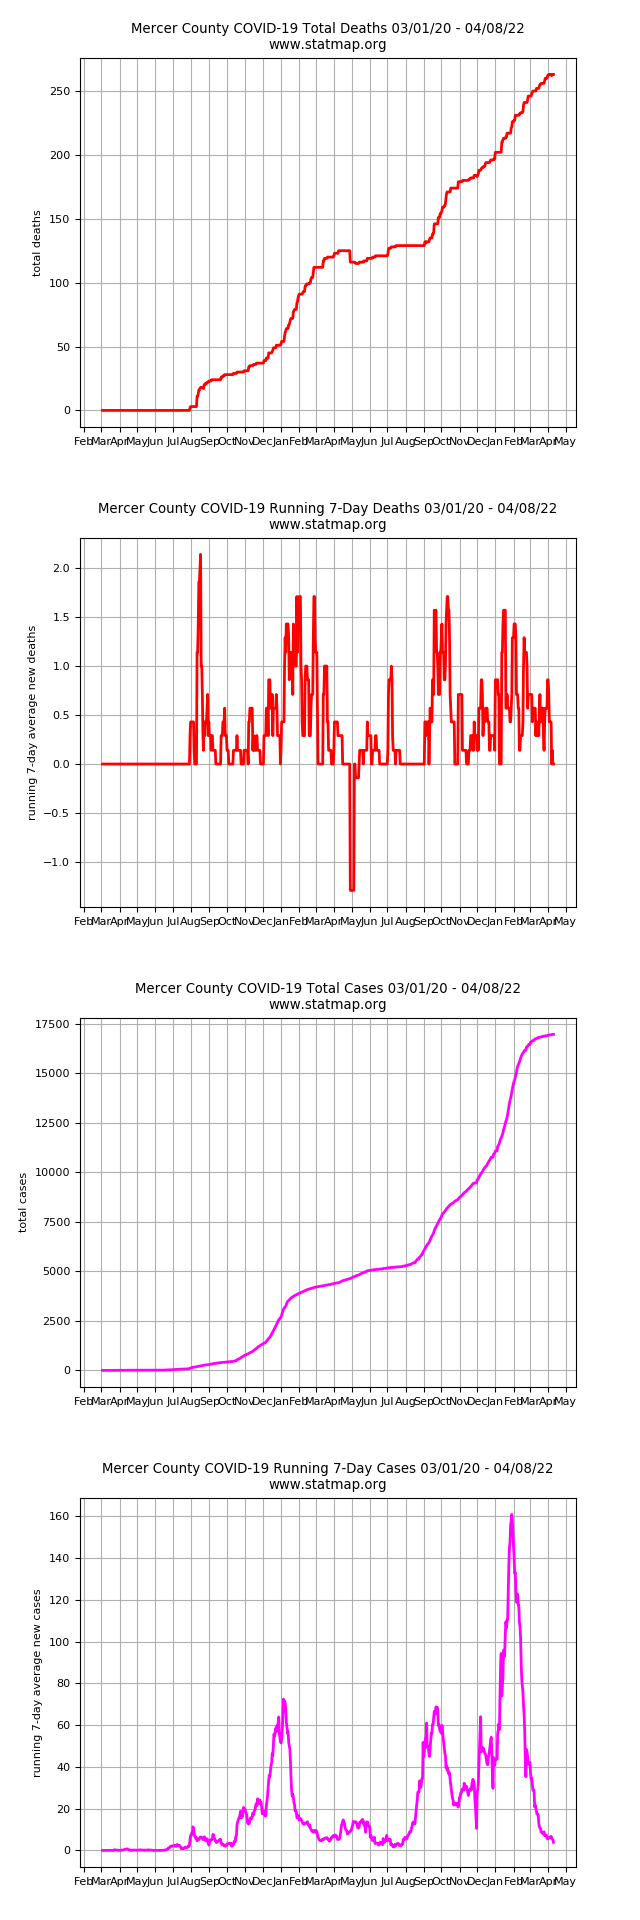 Mercer County COVID-19 Total Deaths 03/01/20 - 04/08/22
www.statmap.org
250
200
150
100
50
0
total deaths
Feb Mar Apr May Jun Jul Aug Sep Oct Nov Dec Jan Feb Mar Apr May Jun Jul Aug Sep Oct Nov Dec Jan Feb Mar Apr May
Mercer County COVID-19 Running 7-Day Deaths 03/01/20 - 04/08/22
www.statmap.org
2.0
1.5
1.0
0.5
0.0
−0.5
−1.0
running 7-day average new deaths
Feb Mar Apr May Jun Jul Aug Sep Oct Nov Dec Jan Feb Mar Apr May Jun Jul Aug Sep Oct Nov Dec Jan Feb Mar Apr May
Mercer County COVID-19 Total Cases 03/01/20 - 04/08/22
www.statmap.org
17500
15000
12500
10000
7500
5000
2500
0
total cases
Feb Mar Apr May Jun Jul Aug Sep Oct Nov Dec Jan Feb Mar Apr May Jun Jul Aug Sep Oct Nov Dec Jan Feb Mar Apr May
Mercer County COVID-19 Running 7-Day Cases 03/01/20 - 04/08/22
www.statmap.org
160
140
120
100
80
60
40
20
0
running 7-day average new cases
Feb Mar Apr May Jun Jul Aug Sep Oct Nov Dec Jan Feb Mar Apr May Jun Jul Aug Sep Oct Nov Dec Jan Feb Mar Apr May